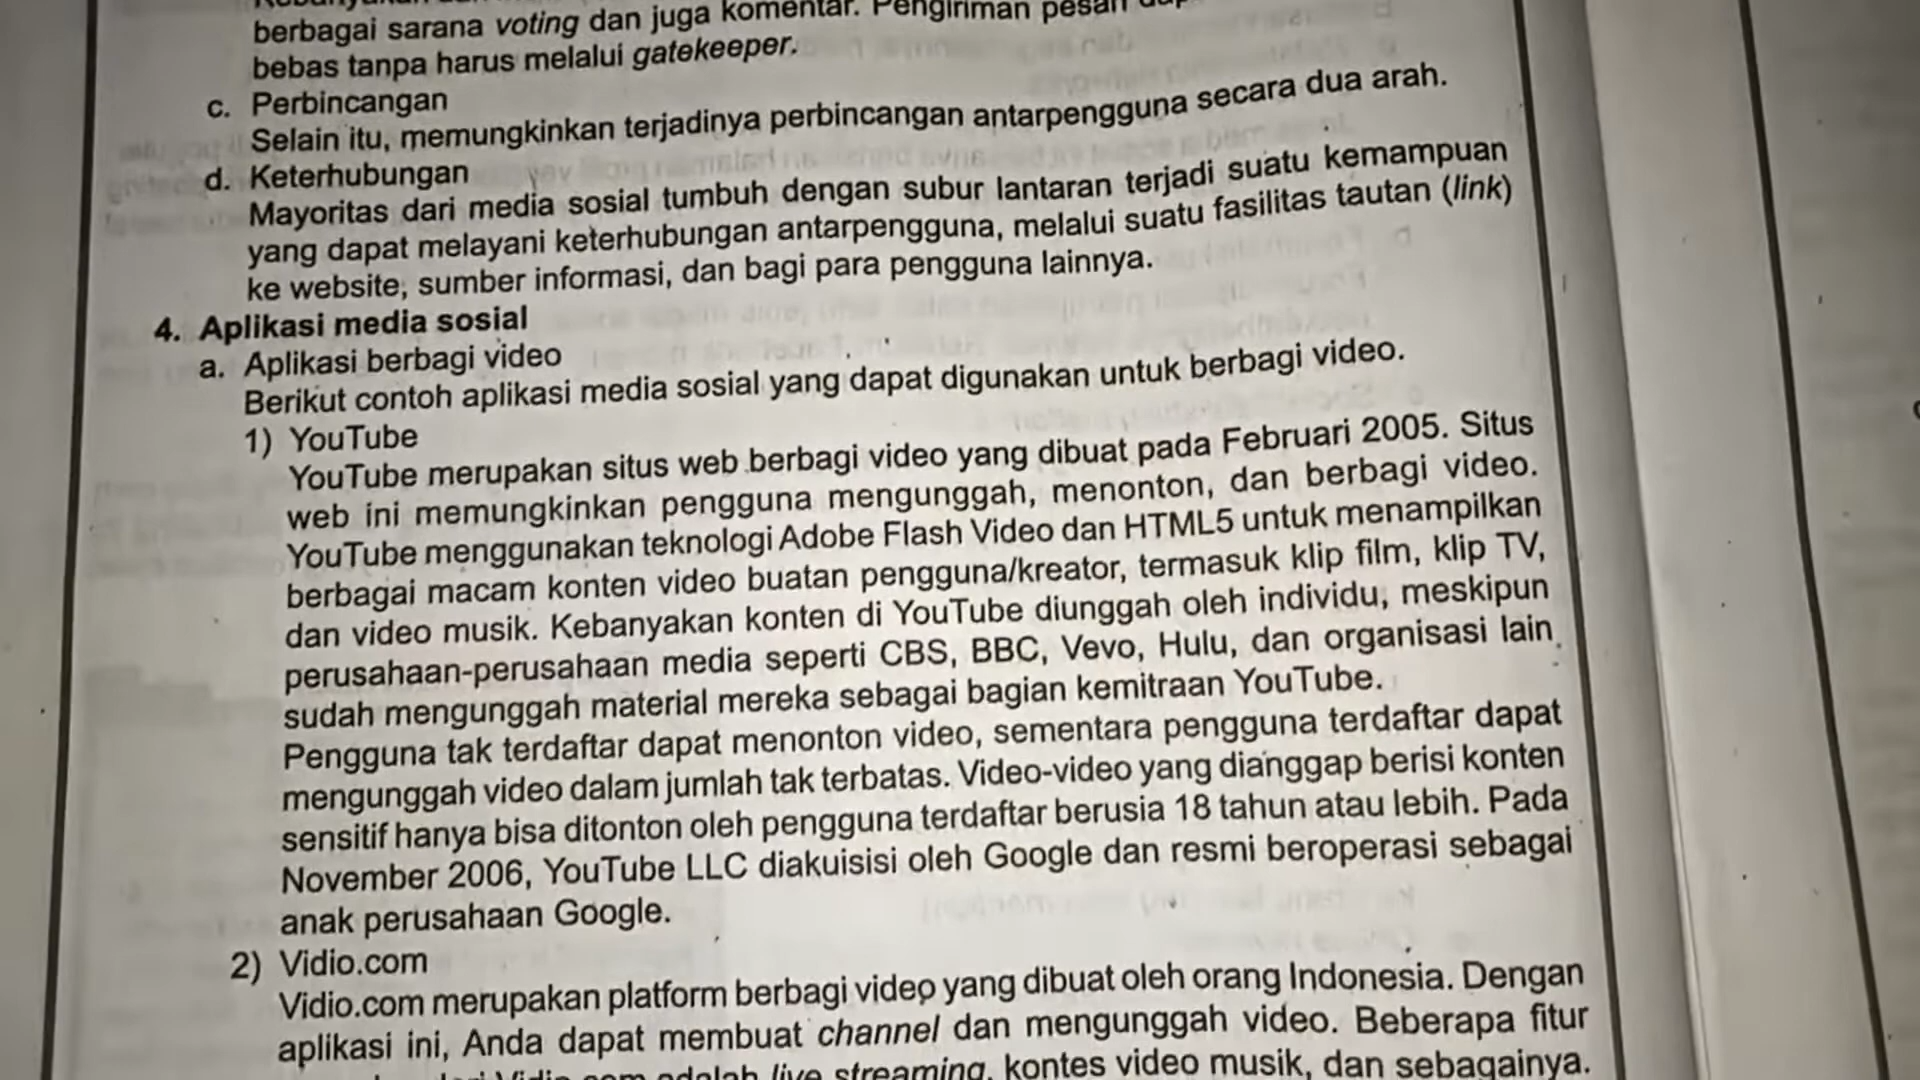 berbagai sarana voting dan juga komentar. Pengiriman pesan
bebas tanpa harus melalui gatekeeper.
c. Perbincangan
Selain itu, memungkinkan terjadinya perbincangan antarpengguna secara dua arah.
d. Keterhubungan
Mayoritas dari media sosial tumbuh dengan subur lantaran terjadi suatu kemampuan
yang dapat melayani keterhubungan antarpengguna, melalui suatu fasilitas tautan (link)
ke website, sumber informasi, dan bagi para pengguna lainnya.
4. Aplikasi media sosial
a. Aplikasi berbagi video
Berikut contoh aplikasi media sosial yang dapat digunakan untuk berbagi video.
1) YouTube
YouTube merupakan situs web berbagi video yang dibuat pada Februari 2005. Situs
web ini memungkinkan pengguna mengunggah, menonton, dan berbagi video.
YouTube menggunakan teknologi Adobe Flash Video dan HTML5 untuk menampilkan
berbagai macam konten video buatan pengguna/kreator, termasuk klip film, klip TV,
dan video musik. Kebanyakan konten di YouTube diunggah oleh individu, meskipun
perusahaan-perusahaan media seperti CBS, BBC, Vevo, Hulu, dan organisasi lain
sudah mengunggah material mereka sebagai bagian kemitraan YouTube.
Pengguna tak terdaftar dapat menonton video, sementara pengguna terdaftar dapat
mengunggah video dalam jumlah tak terbatas. Video-video yang dianggap berisi konten
sensitif hanya bisa ditonton oleh pengguna terdaftar berusia 18 tahun atau lebih. Pada
November 2006, YouTube LLC diakuisisi oleh Google dan resmi beroperasi sebagai
anak perusahaan Google.
2) Vidio.com
Vidio.com merupakan platform berbagi video yang dibuat oleh orang Indonesia. Dengan
aplikasi ini, Anda dapat membuat channel dan mengunggah video. Beberapa fitur
adalah live streaming, kontes video musik, dan sebagainya.